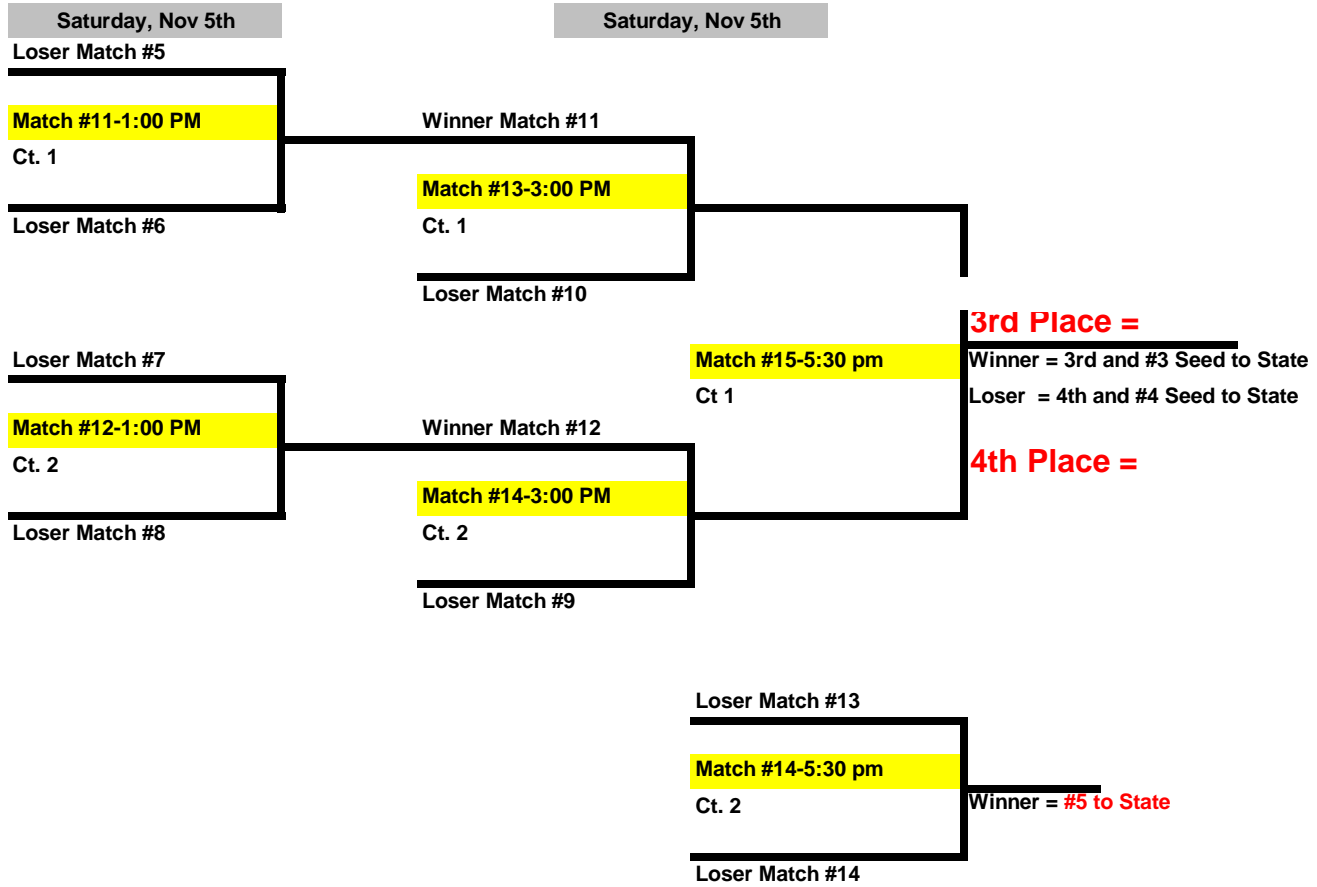 Saturday, Nov 5th
Saturday, Nov 5th
Loser Match #5
Match #11-1:00 PM
Winner Match #11
Ct. 1
Match #13-3:00 PM
Loser Match #6
Ct. 1
Loser Match #10
3rd Place =
Loser Match #7
Match #15-5:30 pm
Winner = 3rd and #3 Seed to State
Ct 1
Loser = 4th and #4 Seed to State
Match #12-1:00 PM
Winner Match #12
Ct. 2
4th Place =
Match #14-3:00 PM
Loser Match #8
Ct. 2
Loser Match #9
Loser Match #13
Match #14-5:30 pm
Ct. 2
Winner = #5 to State
Loser Match #14